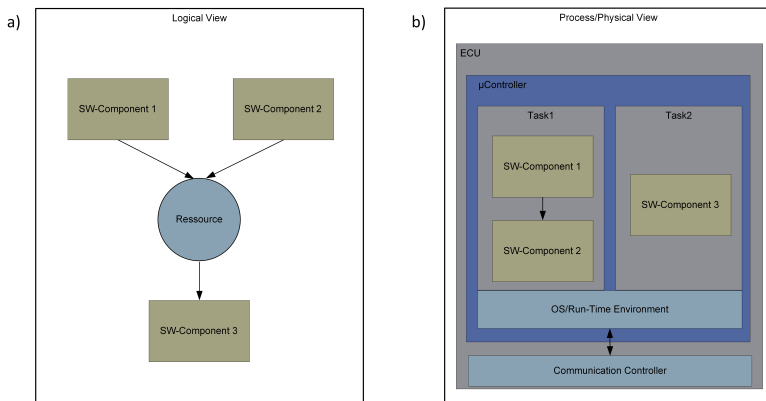 a)
Logical View
SW-Component 1
SW-Component 2
Ressource
SW-Component 3
b)
Process/Physical View
ECU
µController
Task1
Task2
SW-Component 1
SW-Component 3
SW-Component 2
OS/Run-Time Environment
Communication Controller